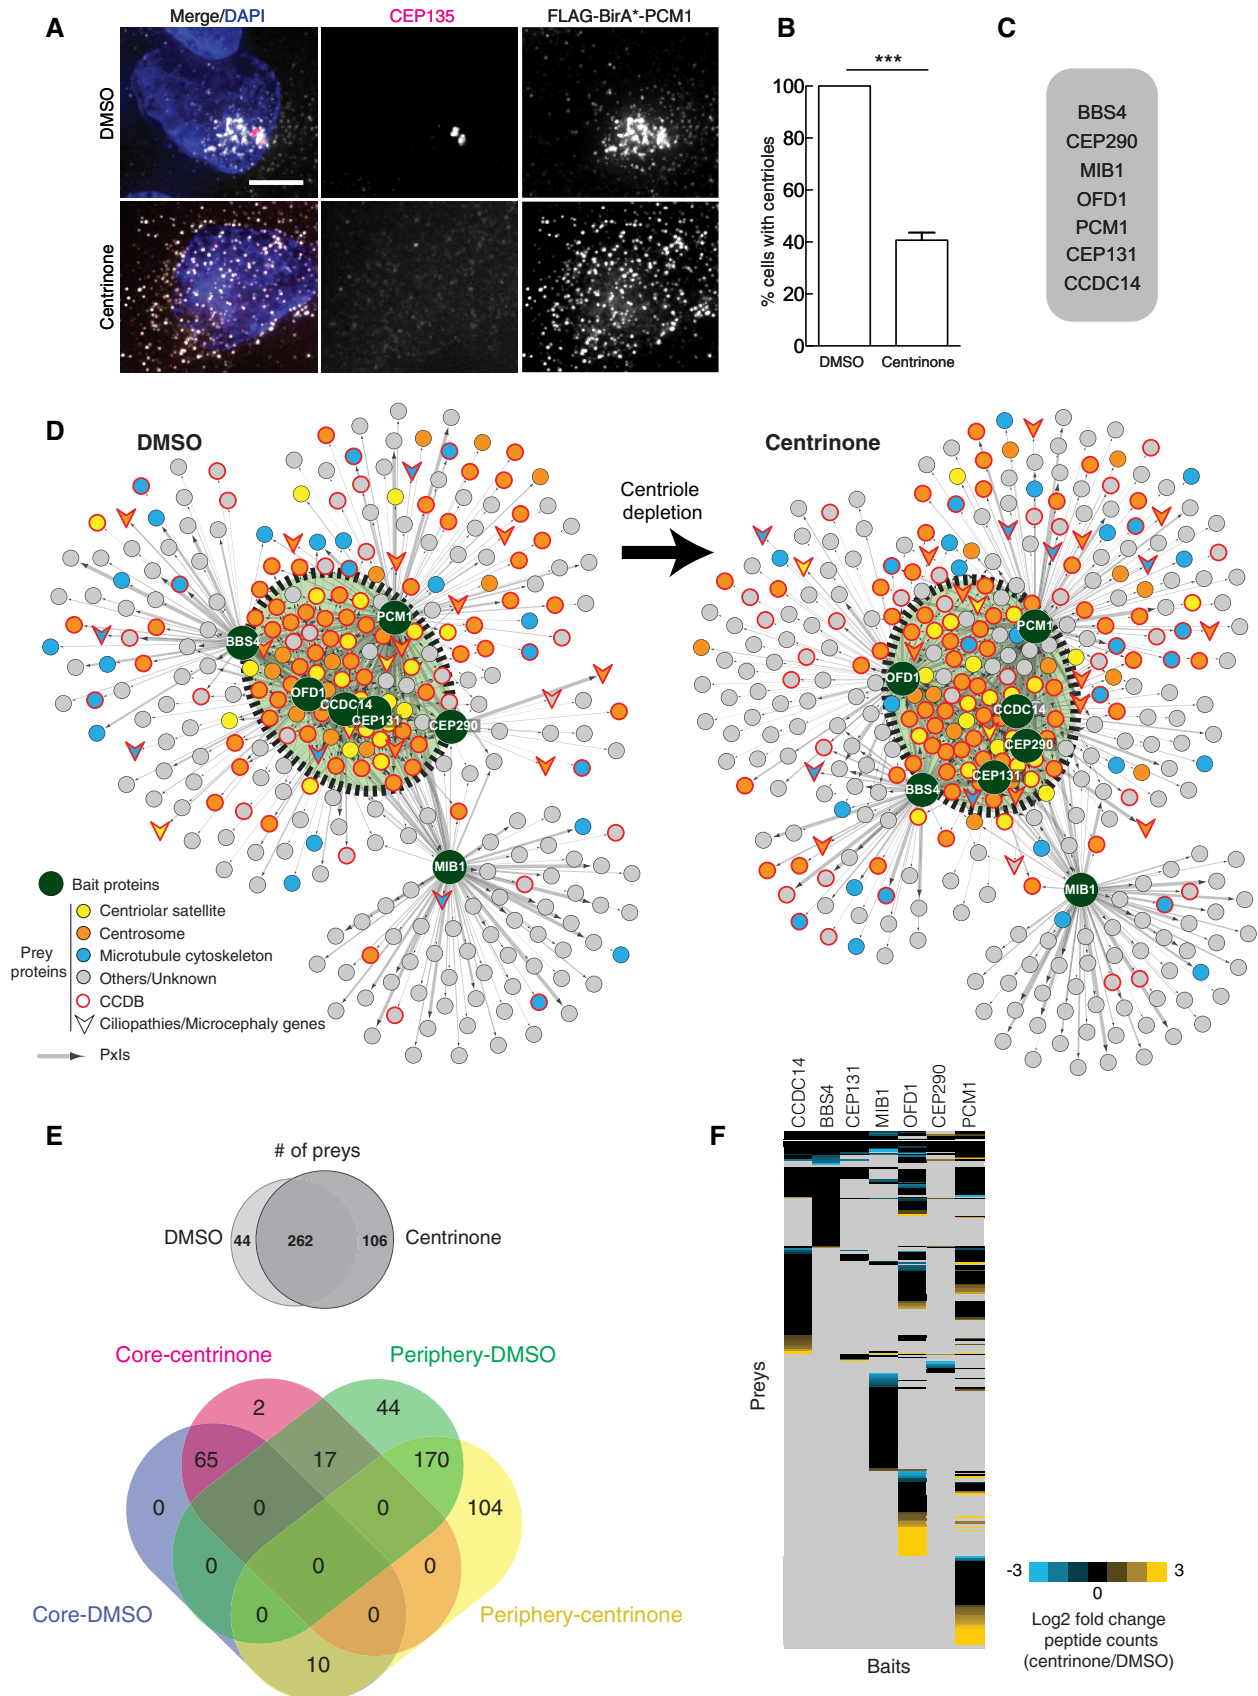 A
Merge/DAPI
CEP135
FLAG-BirA*-PCM1
DMSO
Centrinone
B
***
% cells with centrioles
100
80
60
40
20
0
DMSO
Centrinone
C
BBS4
CEP290
MIB1
OFD1
PCM1
CEP131
CCDC14
D
DMSO
PCM1
BBS4
OFD1
CCDC14
CEP131
CEP290
MIB1
Centriole
depletion
Centrinone
PCM1
OFD1
CCDC14
CEP290
CEP131
BBS4
MIB1
Bait proteins
Prey
proteins
Centriolar satellite
Centrosome
Microtubule cytoskeleton
Others/Unknown
CCDB
Ciliopathies/Microcephaly genes
PxIs
E
# of preys
DMSO
44
262
106
Centrinone
Core-centrinone
Periphery-DMSO
2
44
65
17
170
0
0
0
104
0
0
0
0
0
10
Core-DMSO
Periphery-centrinone
F
CCDC14
BBS4
CEP131
MIB1
OFD1
CEP290
PCM1
Preys
Baits
-3
3
0
Log2 fold change
peptide counts
(centrinone/DMSO)